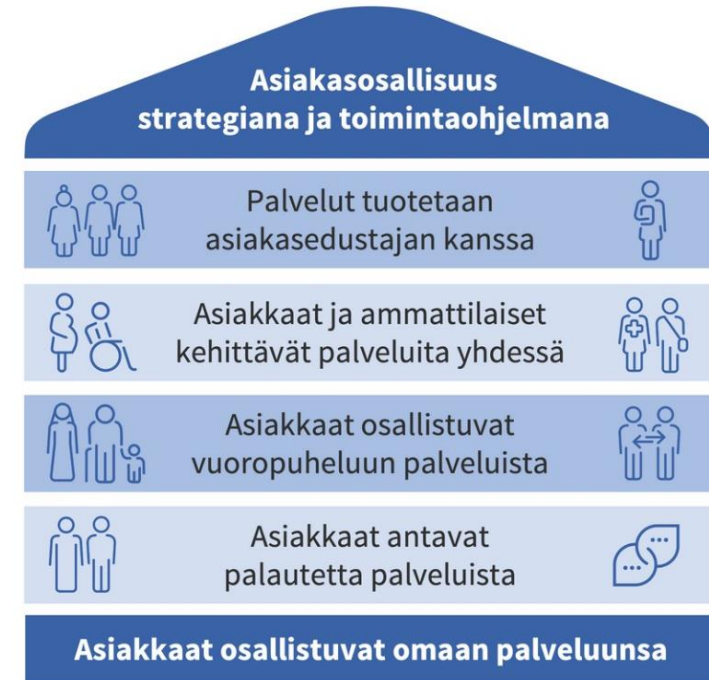 Asiakasosallisuus
strategiana ja toimintaohjelmana
Palvelut tuotetaan
asiakasedustajan kanssa
Asiakkaat ja ammattilaiset
kehittävät palveluita yhdessä
Asiakkaat osallistuvat
vuoropuheluun palveluista
Asiakkaat antavat
palautetta palveluista
Asiakkaat osallistuvat omaan palveluunsa